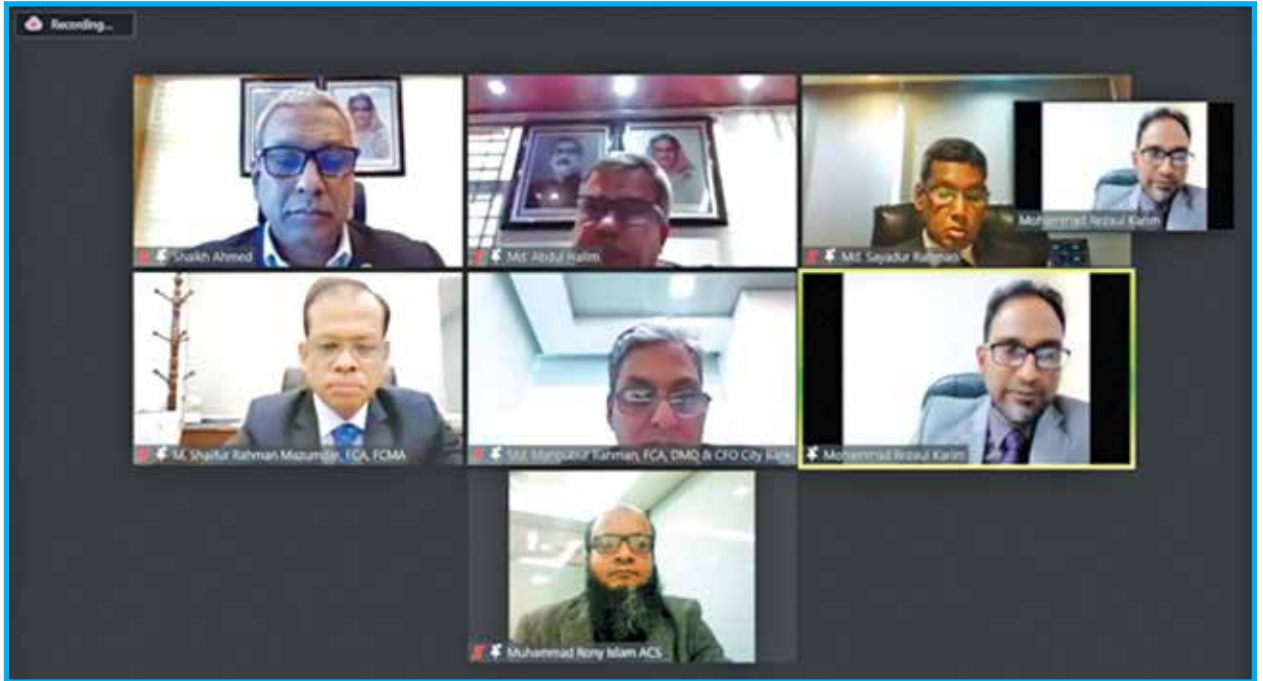 Recording...
Shaikh Ahmed
Md. Abdul Halim
Md. Sayadur Rahman
Mohammad Rezaul Karim
M. Shaifur Rahman Mazumdar, FCA, FCMA
Md. Mahbubur Rahman, FCA, DMD & CFO City Bank
Mohammad Rezaul Karim
Muhammad Rony Islam ACS